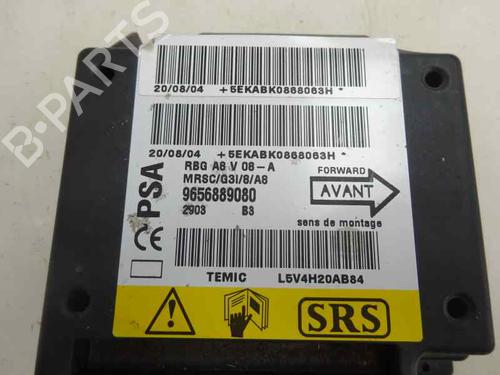 20/08/04 +5EKABK0868063H*
20/08/04 +5EKABK0868063H*
PSA
CE
RBG A8 V 08-A
MRSC/G3I/8/A8
9656889080
2903 B3
FORWARD
AVANT
sens de montage
TEMIC L5V4H20AB84
SRS
B-PARTS